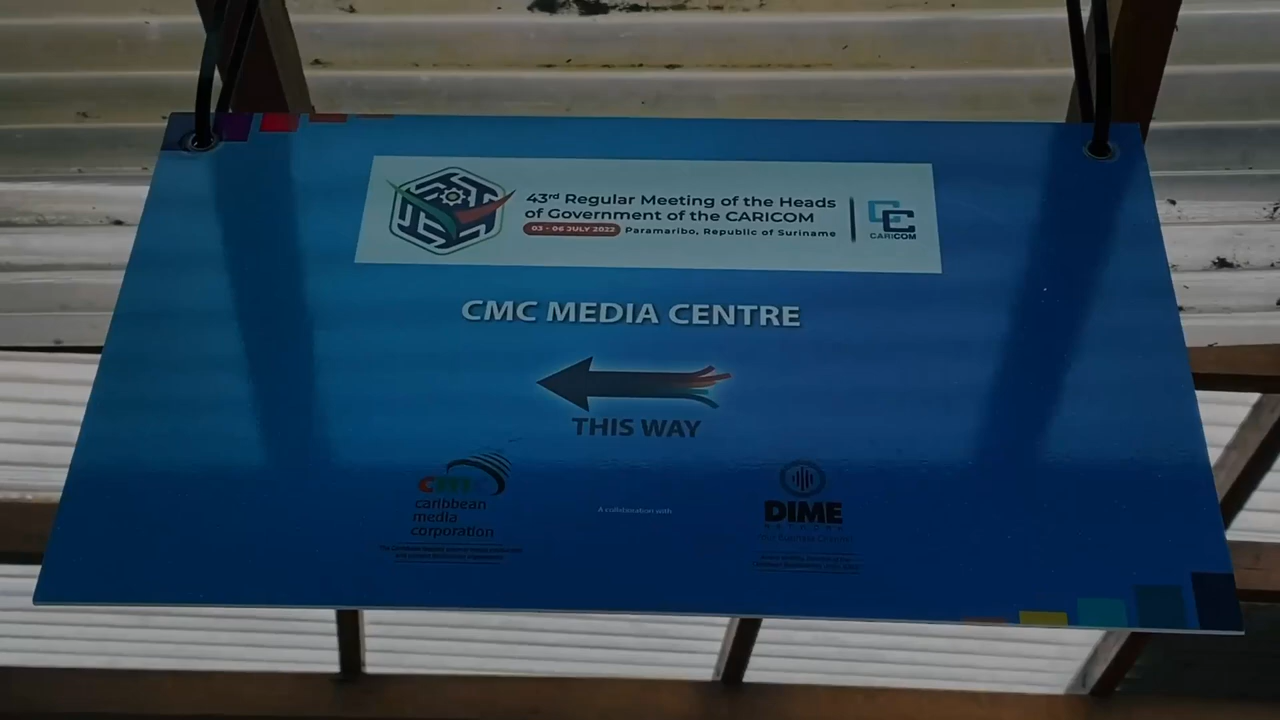 43rd Regular Meeting of the Heads
of Government of the CARICOM
03 - 06 JULY 2022 Paramaribo, Republic of Suriname
CARICOM
CMC MEDIA CENTRE
THIS WAY
cmc
caribbean
media
corporation
A collaboration with
DIME